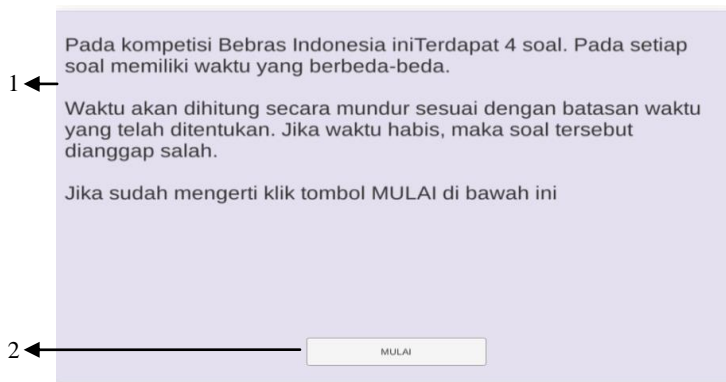 Pada kompetisi Bebras Indonesia iniTerdapat 4 soal. Pada setiap
soal memiliki waktu yang berbeda-beda.
1
Waktu akan dihitung secara mundur sesuai dengan batasan waktu
yang telah ditentukan. Jika waktu habis, maka soal tersebut
dianggap salah.
Jika sudah mengerti klik tombol MULAI di bawah ini
2
MULAI